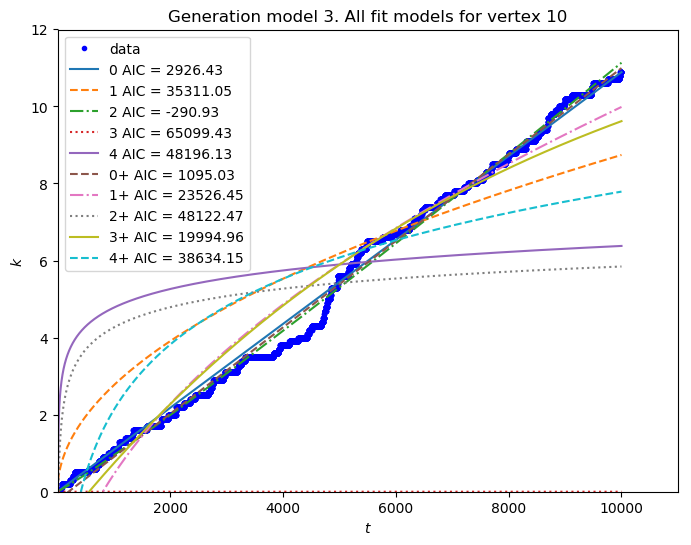 Generation model 3. All fit models for vertex 10
12
10
8
6
4
2
0
k
data
0 AIC = 2926.43
1 AIC = 35311.05
2 AIC = -290.93
3 AIC = 65099.43
4 AIC = 48196.13
0+ AIC = 1095.03
1+ AIC = 23526.45
2+ AIC = 48122.47
3+ AIC = 19994.96
4+ AIC = 38634.15
2000 4000 6000 8000 10000
t